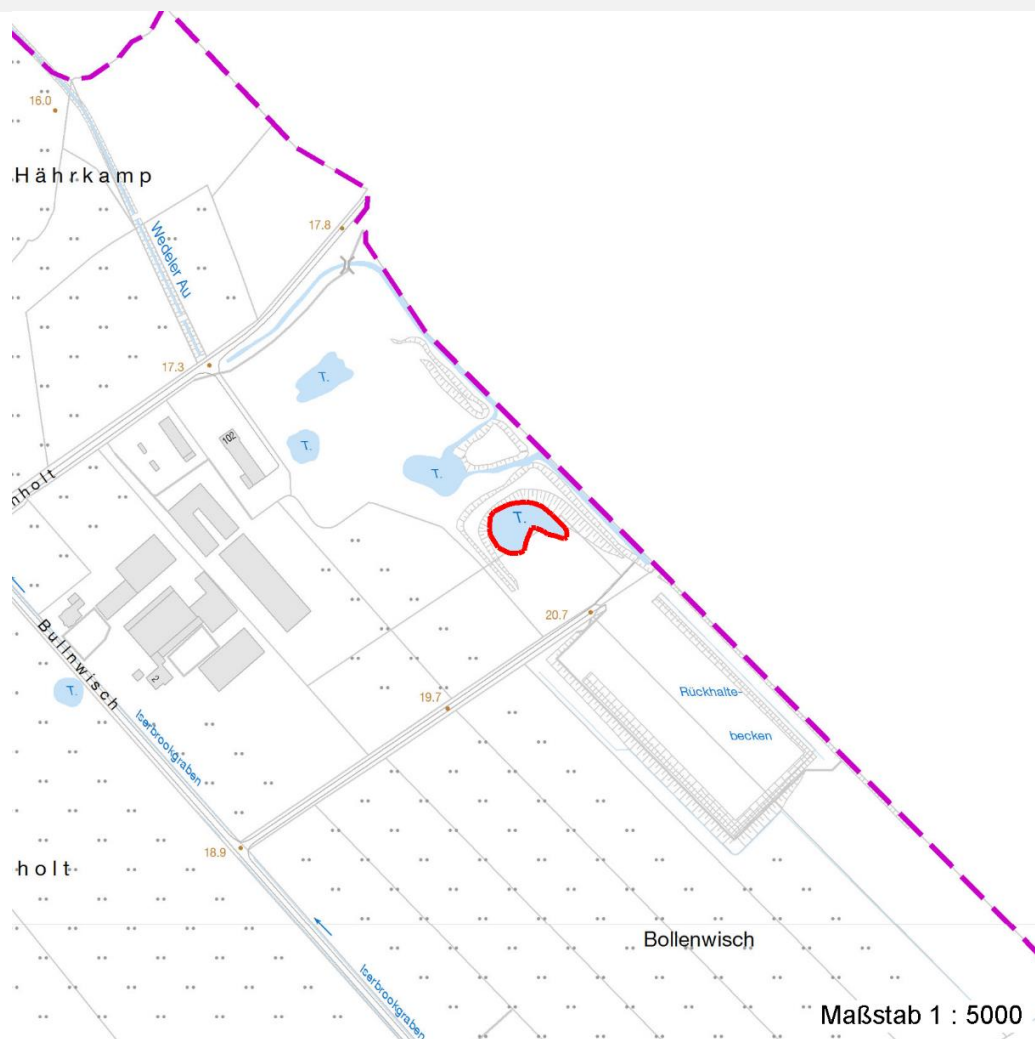 16.0
Hährkamp
17.8
Wedeler Au
17.3
T.
102
T.
T.
nholt
T.
20.7
Bullnwisch
2
Rückhalte-
becken
T.
19.7
Iserbrookgraben
18.9
holt
Bollenwisch
Iserbrookgraben
Maßstab 1 : 5000